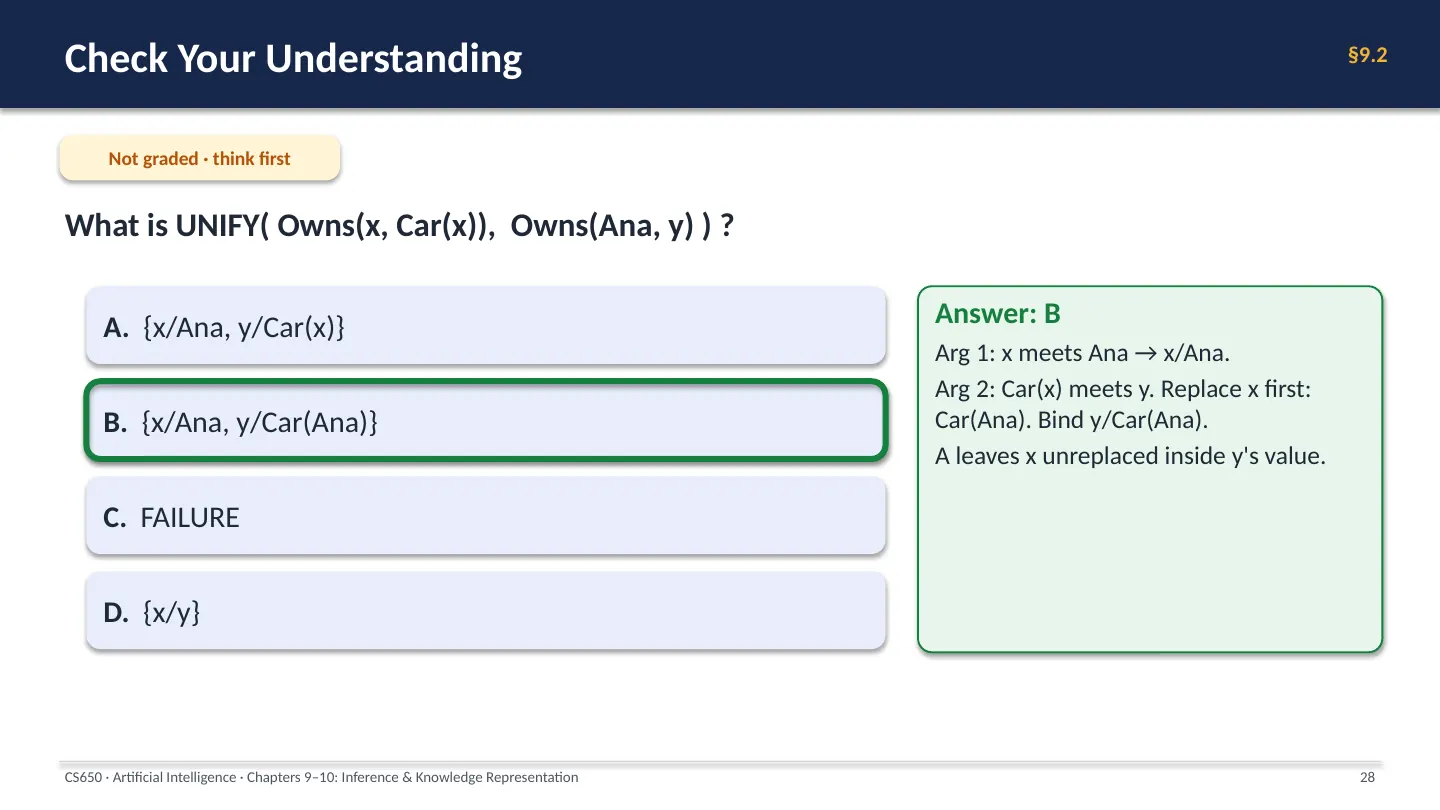 Check Your Understanding
§9.2
Not graded · think first
What is UNIFY( Owns(x, Car(x)),  Owns(Ana, y) ) ?
A.  {x/Ana, y/Car(x)}
B.  {x/Ana, y/Car(Ana)}
C.  FAILURE
D.  {x/y}
Answer: B
Arg 1: x meets Ana → x/Ana.
Arg 2: Car(x) meets y. Replace x first:
Car(Ana). Bind y/Car(Ana).
A leaves x unreplaced inside y's value.
CS650 · Artificial Intelligence · Chapters 9–10: Inference & Knowledge Representation
28